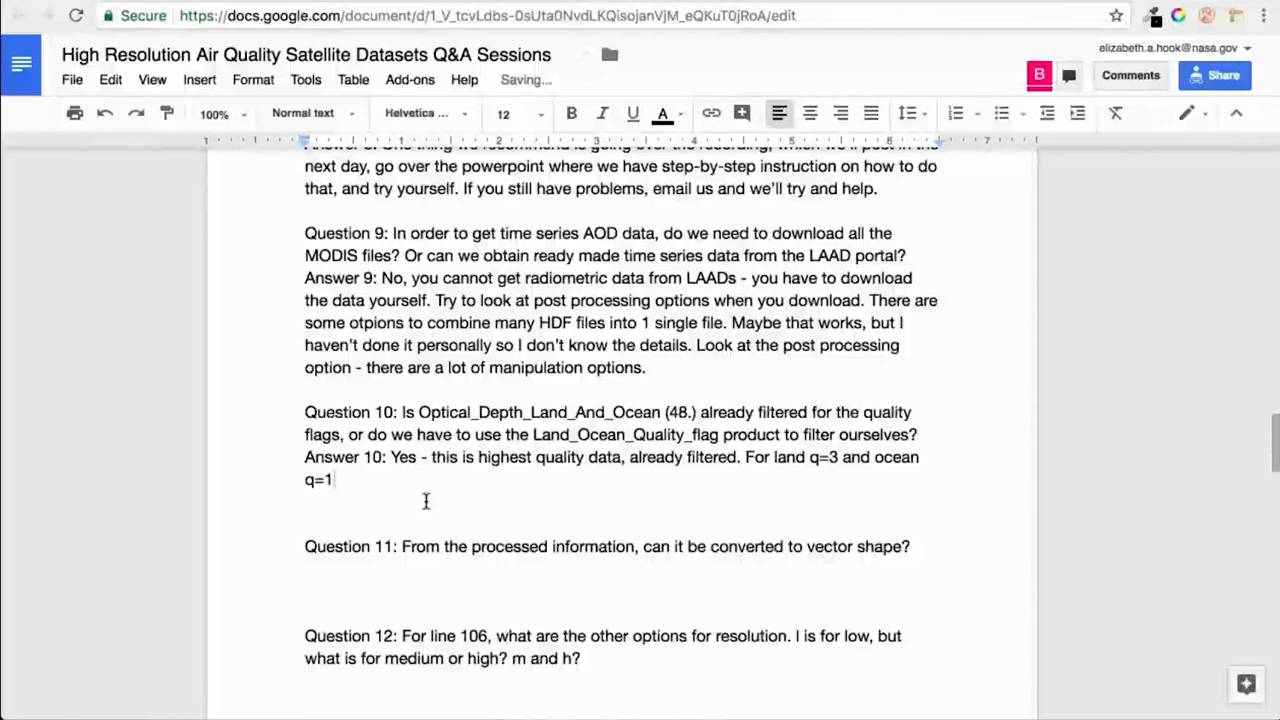 Secure https://docs.google.com/document/d/1_V_tcvLdbs-0sUta0NvdLKQisojanVjM_eQKuT0jRoA/edit
High Resolution Air Quality Satellite Datasets Q&A Sessions
elizabeth.a.hook@nasa.gov
File Edit View Insert Format Tools Table Add-ons Help Saving...
B Comments Share
100% Normal text Helvetica ... 12 B I U A
1 1 2 3 4 5 6 7
next day, go over the powerpoint where we have step-by-step instruction on how to do
that, and try yourself. If you still have problems, email us and we'll try and help.
Question 9: In order to get time series AOD data, do we need to download all the
MODIS files? Or can we obtain ready made time series data from the LAAD portal?
Answer 9: No, you cannot get radiometric data from LAADs - you have to download
the data yourself. Try to look at post processing options when you download. There are
some otpions to combine many HDF files into 1 single file. Maybe that works, but I
haven't done it personally so I don't know the details. Look at the post processing
option - there are a lot of manipulation options.
Question 10: Is Optical_Depth_Land_And_Ocean (48.) already filtered for the quality
flags, or do we have to use the Land_Ocean_Quality_flag product to filter ourselves?
Answer 10: Yes - this is highest quality data, already filtered. For land q=3 and ocean
q=1
Question 11: From the processed information, can it be converted to vector shape?
Question 12: For line 106, what are the other options for resolution. I is for low, but
what is for medium or high? m and h?